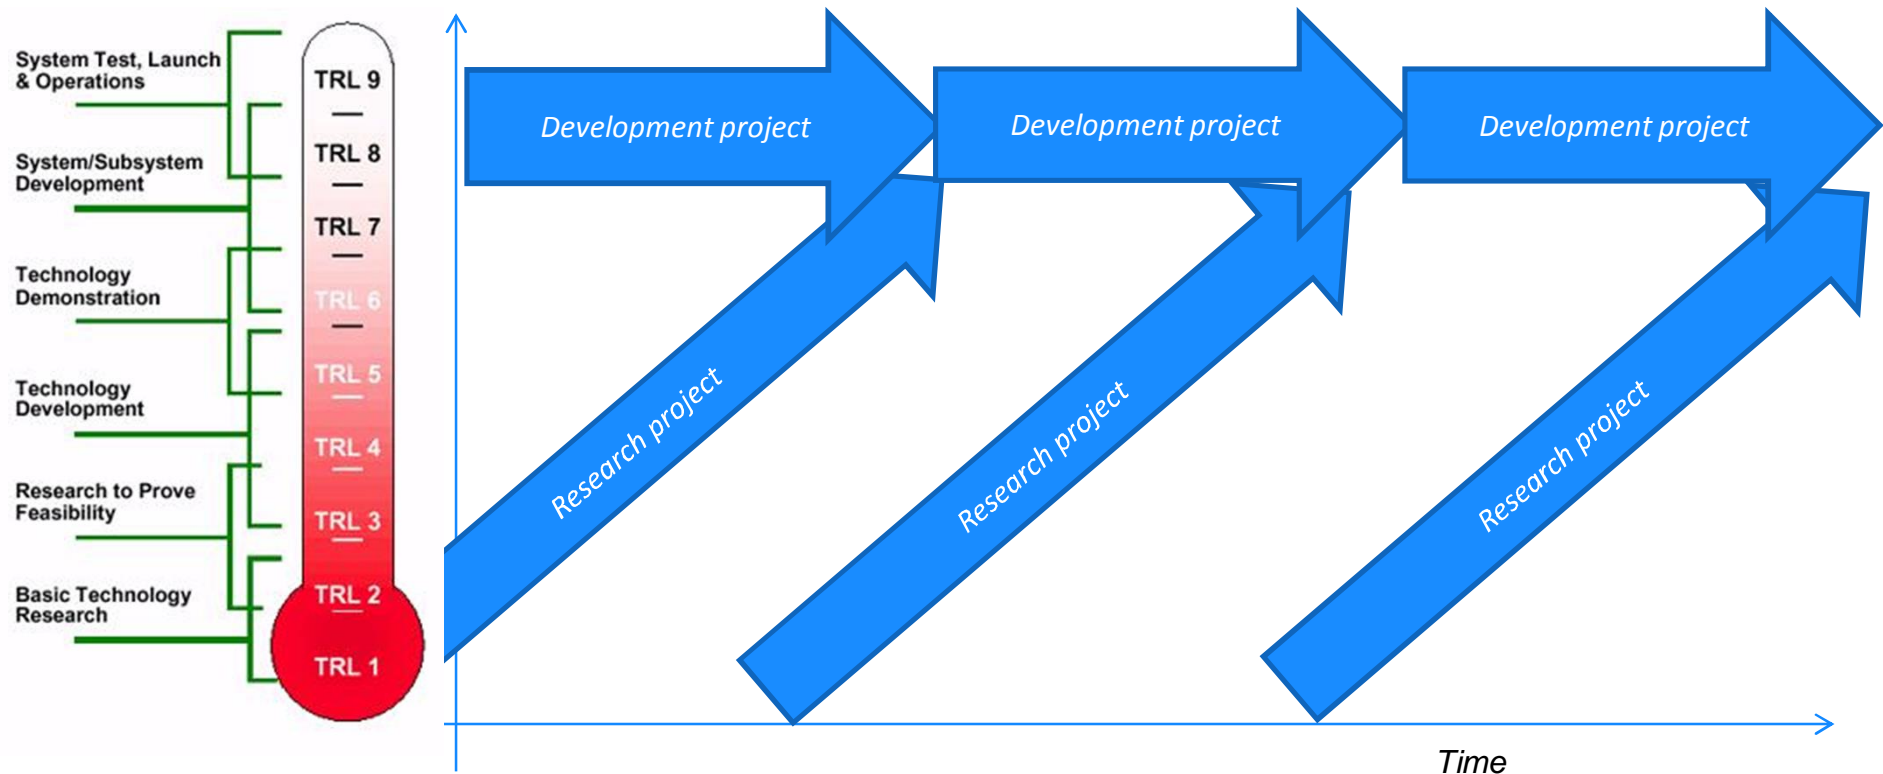 System Test, Launch
& Operations
System/Subsystem
Development
Technology
Demonstration
Technology
Development
Research to Prove
Feasibility
Basic Technology
Research
TRL 9
TRL 8
TRL 7
TRL 6
TRL 5
TRL 4
TRL 3
TRL 2
TRL 1
Development project
Development project
Development project
Research project
Research project
Research project
Time